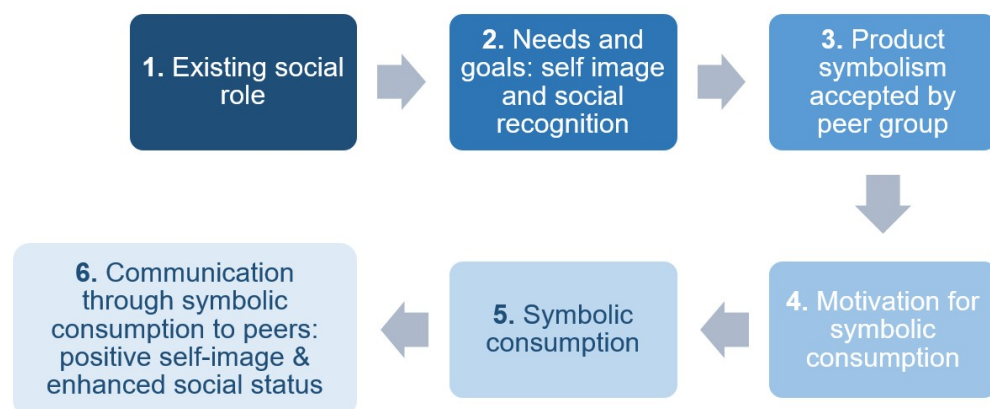 1. Existing social
role
2. Needs and
goals: self image
and social
recognition
3. Product
symbolism
accepted by
peer group
4. Motivation for
symbolic
consumption
5. Symbolic
consumption
6. Communication
through symbolic
consumption to peers:
positive self-image &
enhanced social status